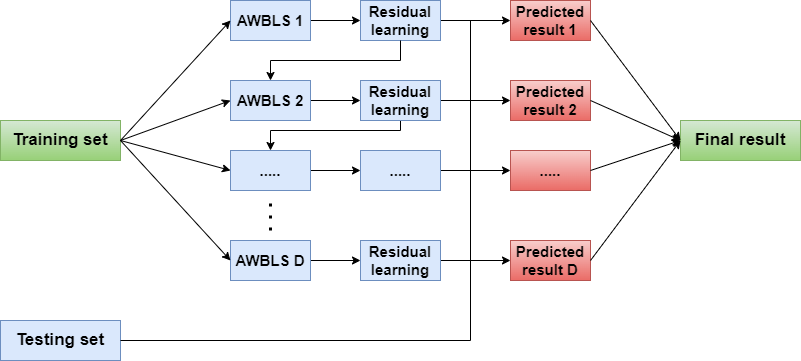 AWBLS 1
Residual
learning
Predicted
result 1
AWBLS 2
Residual
learning
Predicted
result 2
Training set
Final result
.....
.....
.....
AWBLS D
Residual
learning
Predicted
result D
Testing set